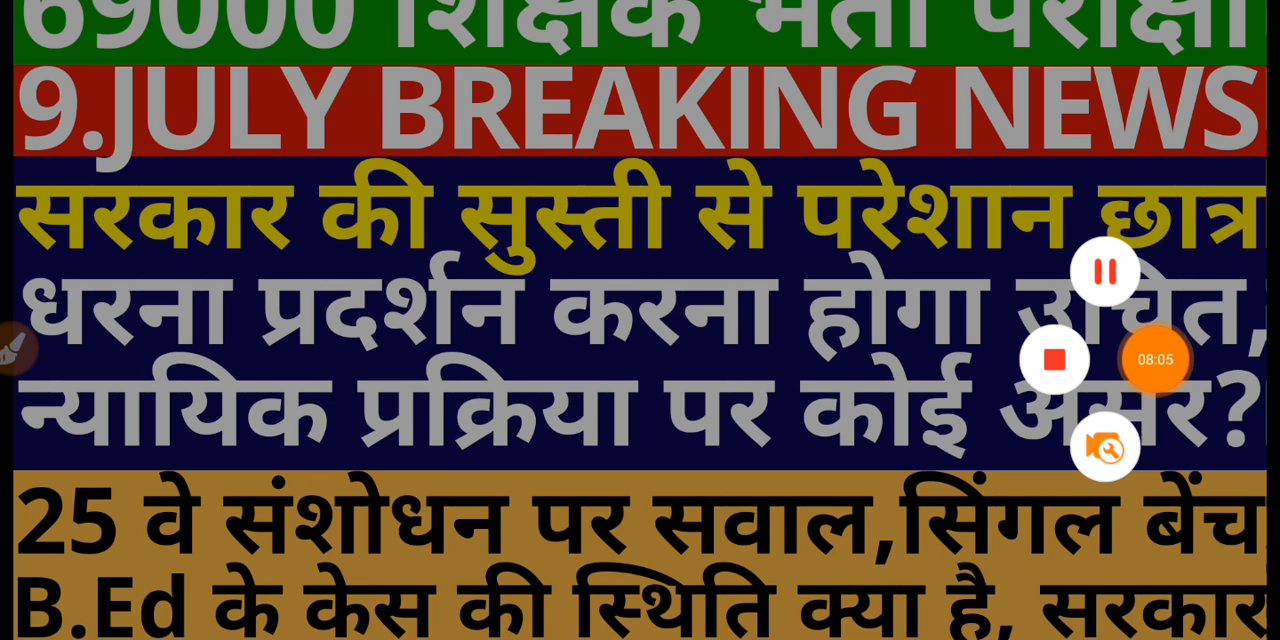 69000 शिक्षक भर्ती परीक्षा
9.JULY BREAKING NEWS
सरकार की सुस्ती से परेशान छात्र
धरना प्रदर्शन करना होगा उचित,
न्यायिक प्रक्रिया पर कोई असर?
08:05
25 वे संशोधन पर सवाल,सिंगल बेंच
B.Ed के केस की स्थिति क्या है, सरकार